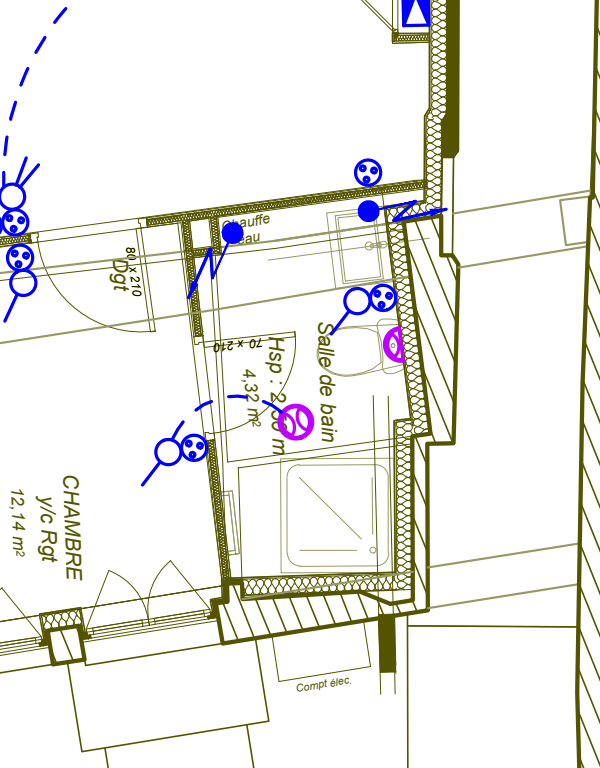 Chauffe
eau
80 x 210
Dgt
70 x 210
Salle de bain
Hsp : 2,50 m
4,32 m²
CHAMBRE
y/c Rgt
12,14 m²
Compt élec.